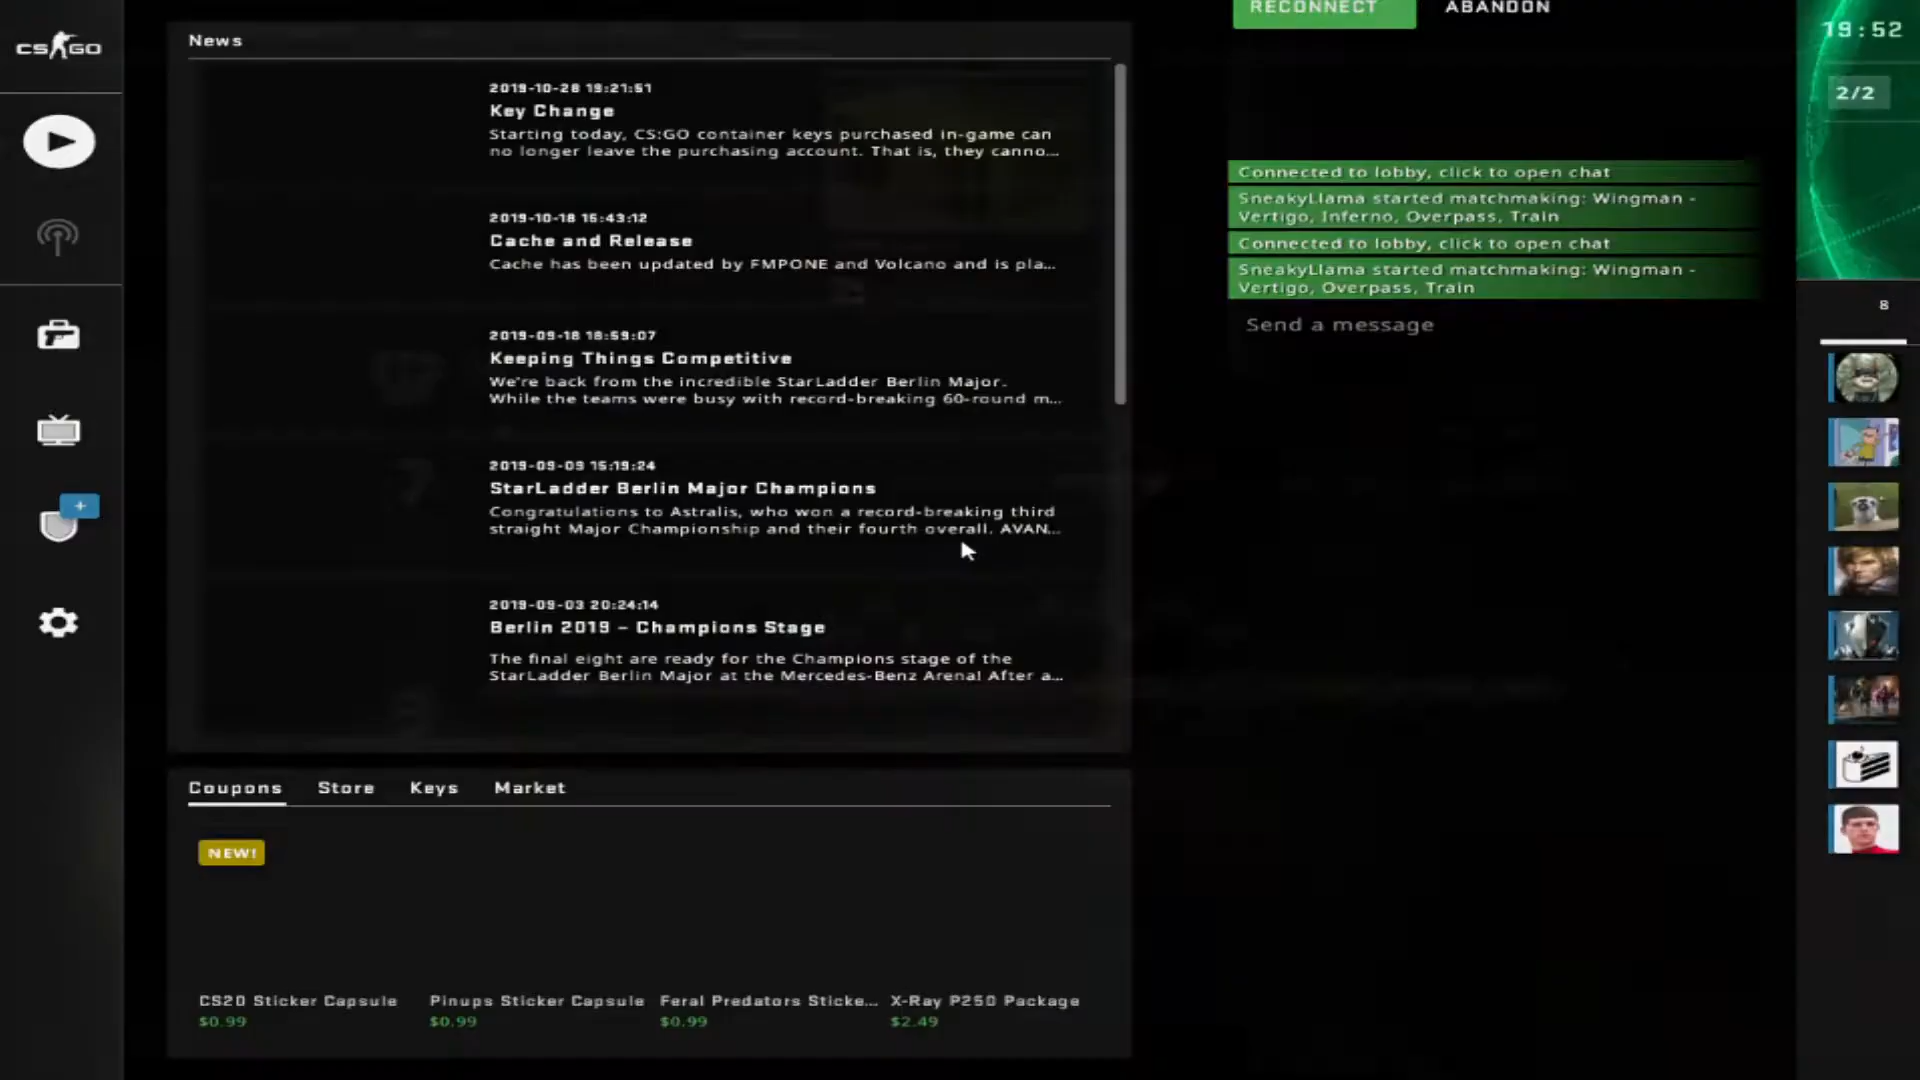 CS GO
News
2019-10-28 19:21:51
Key Change
Starting today, CS:GO container keys purchased in-game can
no longer leave the purchasing account. That is, they canno...
2019-10-18 15:43:12
Cache and Release
Cache has been updated by FMPONE and Volcano and is pla...
2019-09-18 18:59:07
Keeping Things Competitive
We're back from the incredible StarLadder Berlin Major.
While the teams were busy with record-breaking 60-round m...
2019-09-09 15:19:24
StarLadder Berlin Major Champions
Congratulations to Astralis, who won a record-breaking third
straight Major Championship and their fourth overall. AVAN...
2019-09-03 20:24:14
Berlin 2019 – Champions Stage
The final eight are ready for the Champions stage of the
StarLadder Berlin Major at the Mercedes-Benz Arena! After a...
Coupons Store Keys Market
NEW!
CS20 Sticker Capsule Pinups Sticker Capsule Feral Predators Sticke... X-Ray P250 Package
$0.99 $0.99 $0.99 $2.49
RECONNECT ABANDON
Connected to lobby, click to open chat
SneakyLlama started matchmaking: Wingman -
Vertigo, Inferno, Overpass, Train
Connected to lobby, click to open chat
SneakyLlama started matchmaking: Wingman -
Vertigo, Overpass, Train
Send a message
19:52
2/2
8